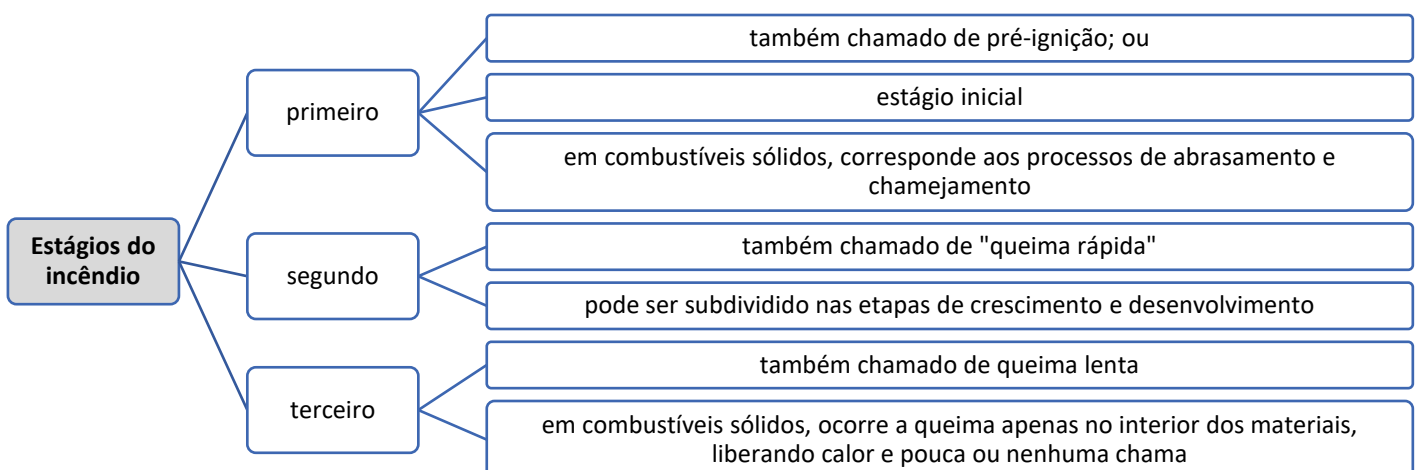 também chamado de pré-ignição; ou
primeiro
estágio inicial
em combustíveis sólidos, corresponde aos processos de abrasamento e
chamejamento
Estágios do
incêndio
segundo
também chamado de "queima rápida"
pode ser subdividido nas etapas de crescimento e desenvolvimento
terceiro
também chamado de queima lenta
em combustíveis sólidos, ocorre a queima apenas no interior dos materiais,
liberando calor e pouca ou nenhuma chama